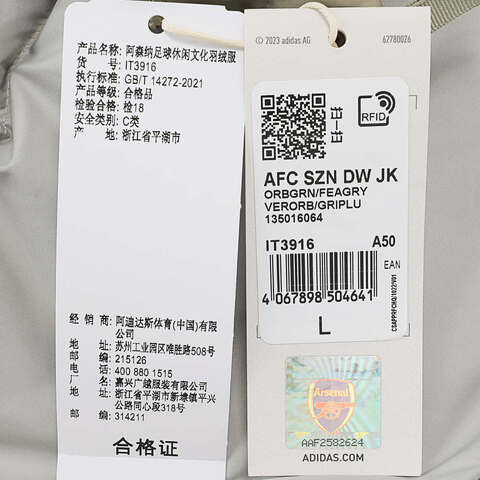 产品名称: 阿森纳足球休闲文化羽绒服
货 号: IT3916
执行标准: GB/T 14272-2021
产品等级: 合格品
检验合格: 检18
安全类别: C类
产 地: 浙江省平湖市
经 销 商: 阿迪达斯体育(中国)有限公司
地 址: 苏州工业园区唯胜路508号
邮 编: 215126
电 话: 400 880 1515
厂 名: 嘉兴广越服装有限公司
地 址: 浙江省平湖市新埭镇平兴公路同心段318号
邮 编: 314211
合格证
© 2023 adidas AG 62780026
RFID
AFC SZN DW JK
ORBGRN/FEAGRY
VERORB/GRIPLU
135016064
IT3916 A50
EAN
4 067898 504641
L
Arsenal
AAF2582624
ADIDAS.COM